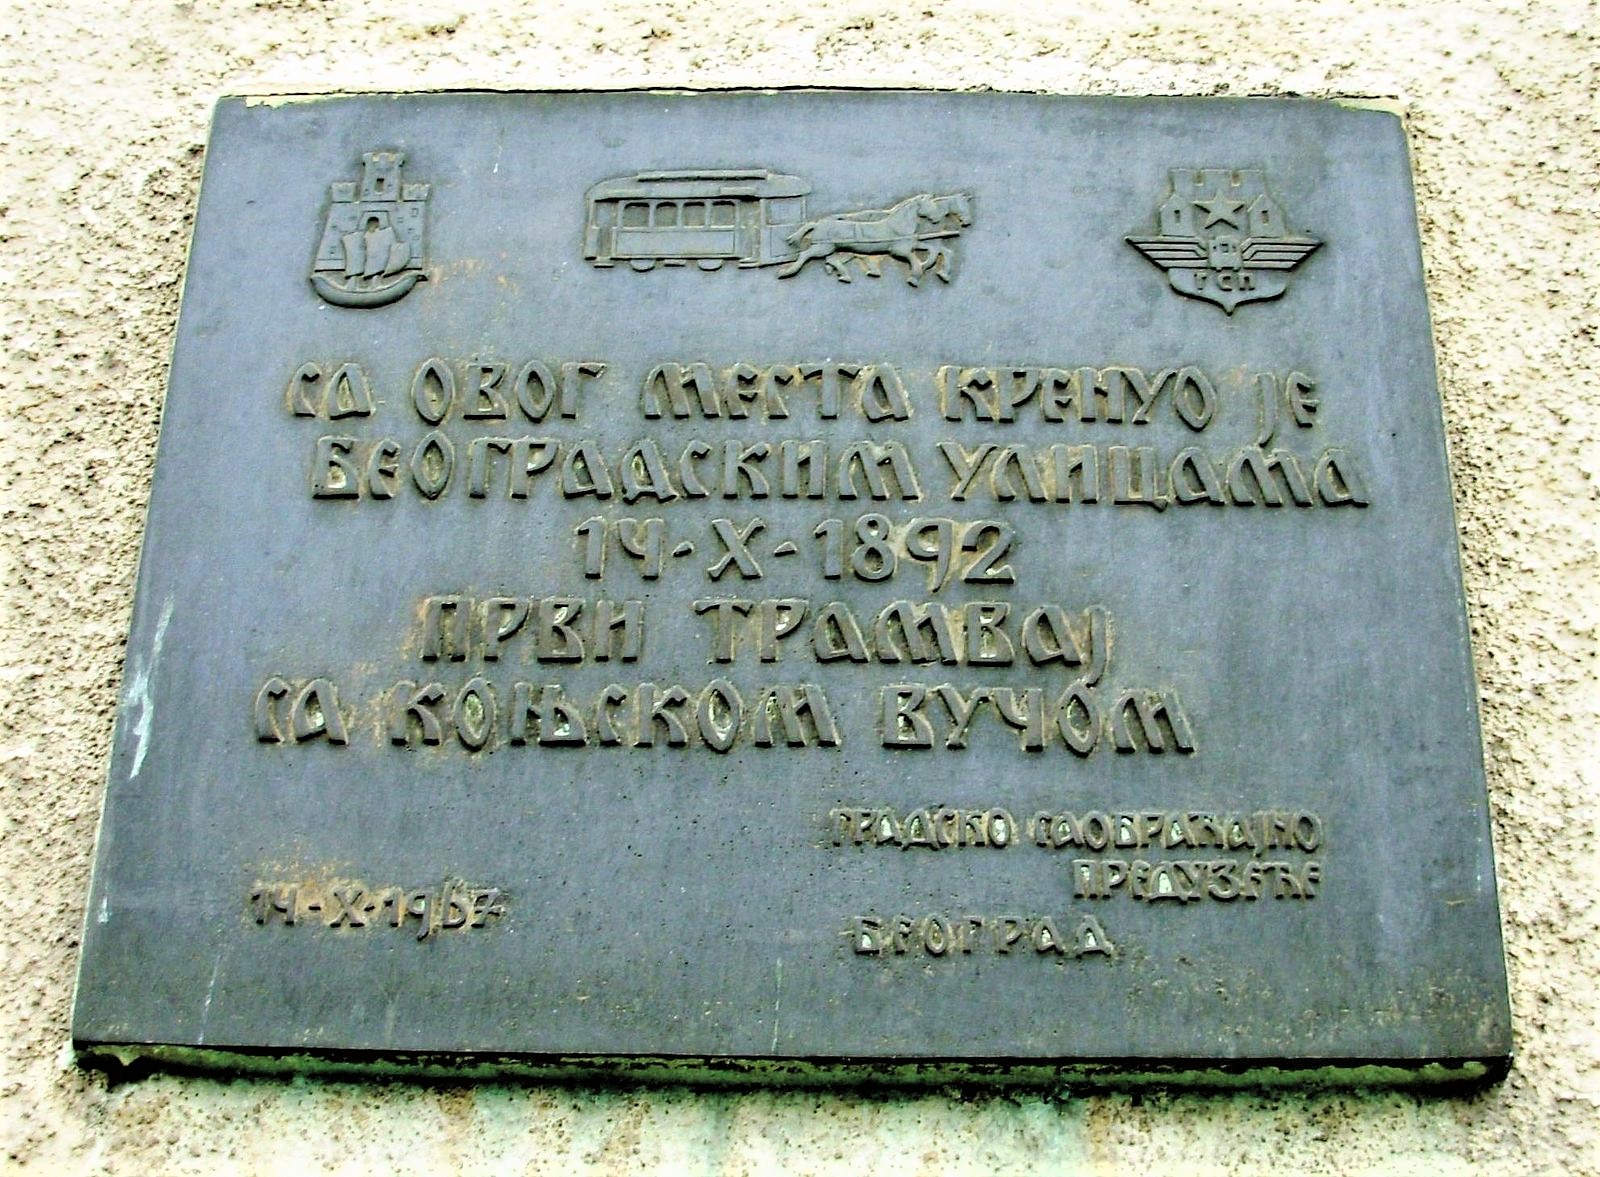 ГСП
СА ОВОГ МЕСТА КРЕНУО ЈЕ
БЕОГРАДСКИМ УЛИЦАМА
14-X-1892
ПРВИ ТРАМВАЈ
СА КОЊСКОМ ВУЧОМ
ГРАДСКО САОБРАЋАЈНО
ПРЕДУЗЕЋЕ
14-X-1967
БЕОГРАД